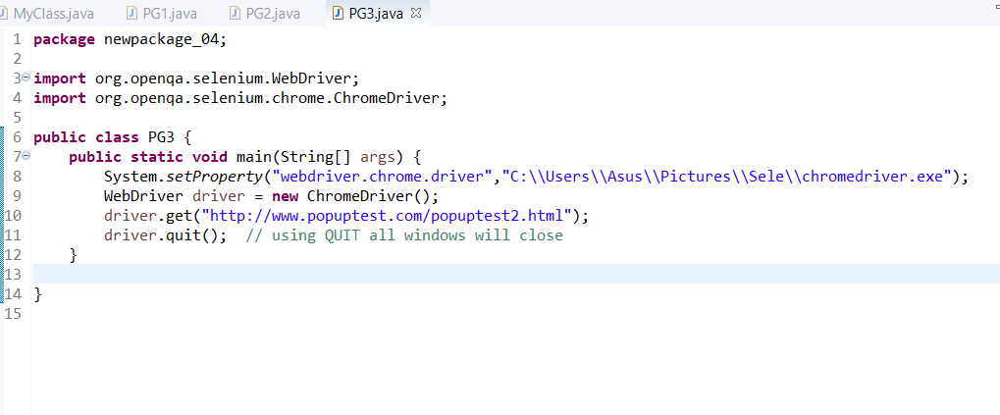 MyClass.java PG1.java PG2.java PG3.java
1 package newpackage_04;
2
3 import org.openqa.selenium.WebDriver;
4 import org.openqa.selenium.chrome.ChromeDriver;
5
6 public class PG3 {
7 public static void main(String[] args) {
8 System.setProperty("webdriver.chrome.driver","C:\\Users\\Asus\\Pictures\\Sele\\chromedriver.exe");
9 WebDriver driver = new ChromeDriver();
10 driver.get("http://www.popuptest.com/popuptest2.html");
11 driver.quit(); // using QUIT all windows will close
12 }
13
14 }
15